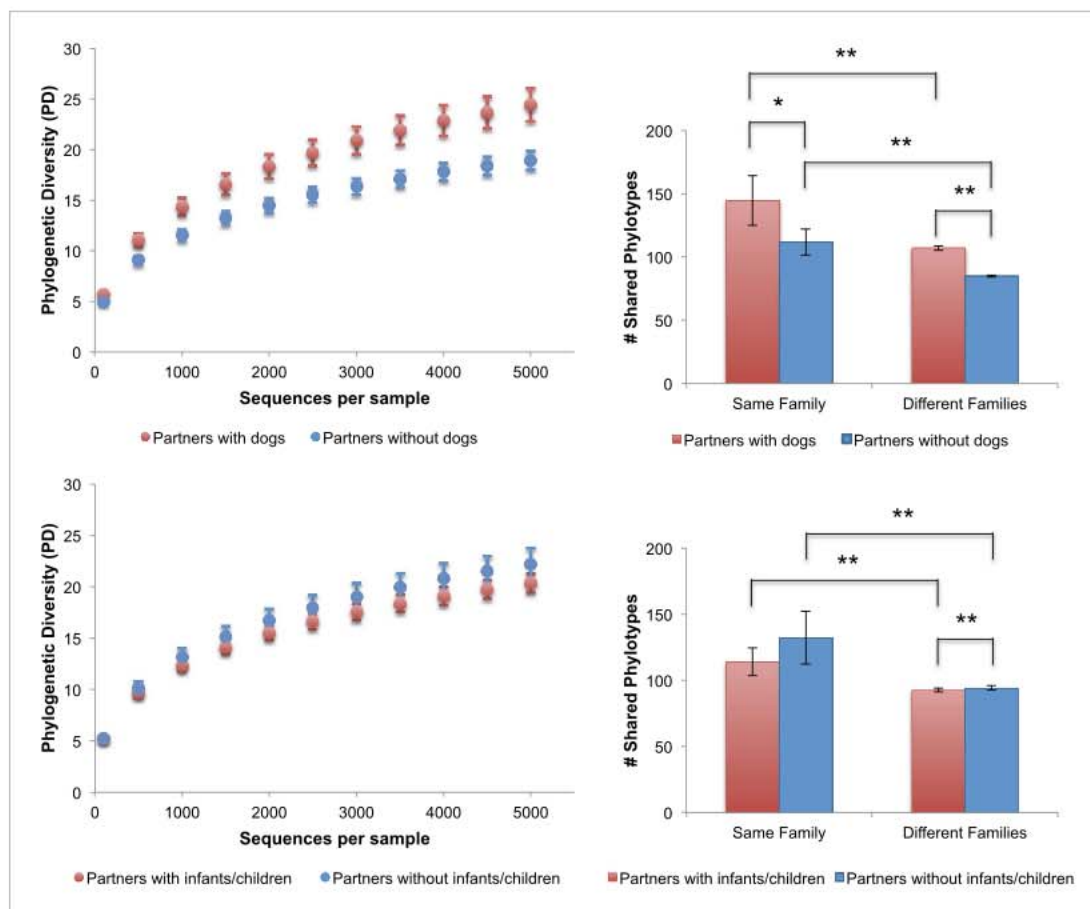 Phylogenetic Diversity (PD)
30
25
20
15
10
5
0
0 1000 2000 3000 4000 5000
Sequences per sample
Partners with dogs Partners without dogs
**
*
**
**
# Shared Phylotypes
200
150
100
50
0
Same Family Different Families
Partners with dogs Partners without dogs
Phylogenetic Diversity (PD)
30
25
20
15
10
5
0
0 1000 2000 3000 4000 5000
Sequences per sample
Partners with infants/children Partners without infants/children
**
**
**
# Shared Phylotypes
200
150
100
50
0
Same Family Different Families
Partners with infants/children Partners without infants/children